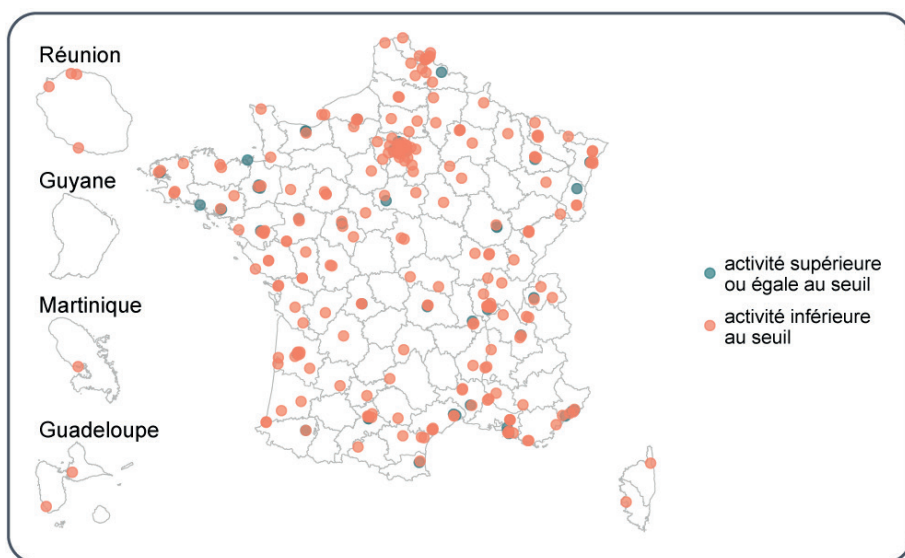 Réunion
Guyane
Martinique
Guadeloupe
activité supérieure
ou égale au seuil
activité inférieure
au seuil